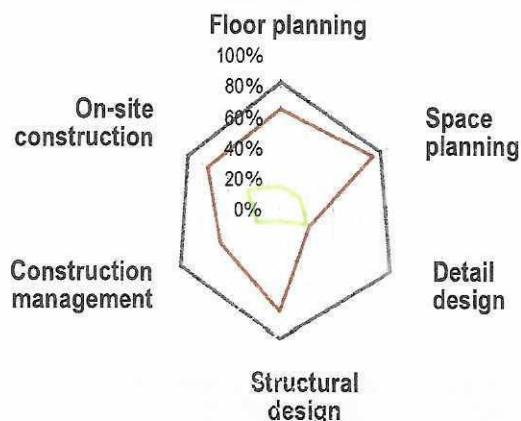 Floor planning
100%
80%
60%
40%
20%
0%
On-site
construction
Space
planning
Construction
management
Detail
design
Structural
design